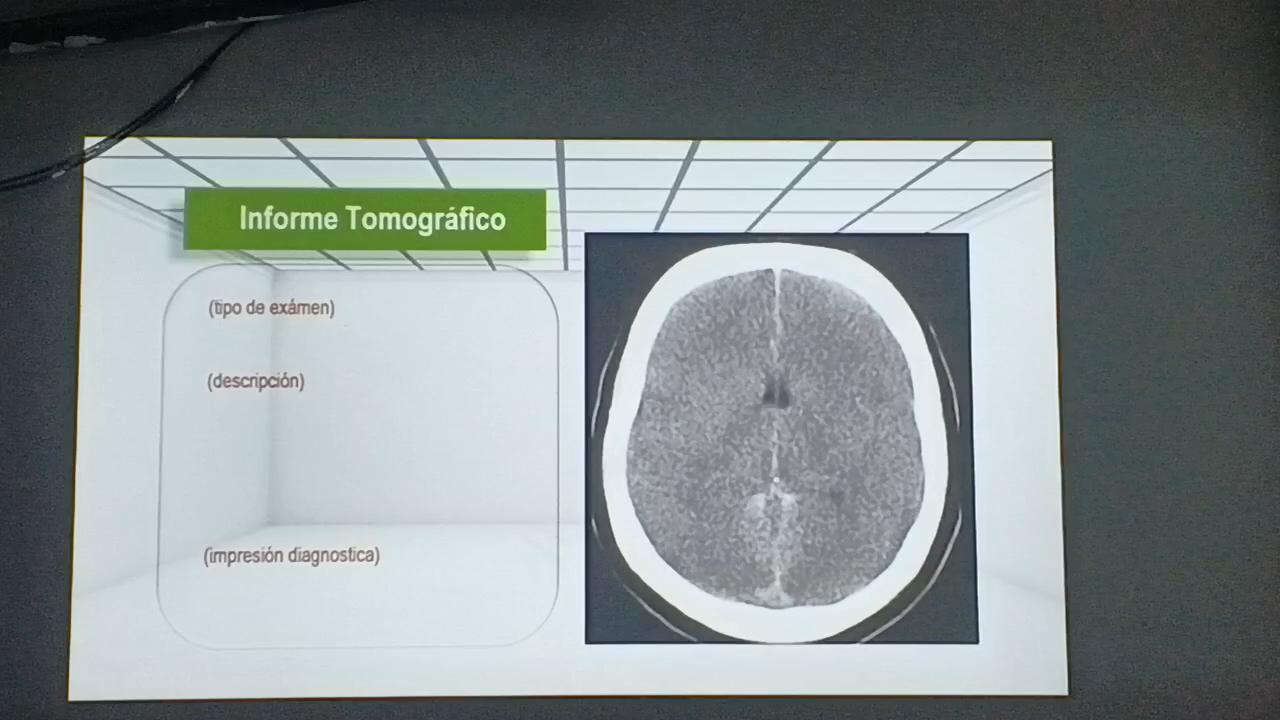 Informe Tomográfico
(tipo de exámen)
(descripción)
(impresión diagnostica)